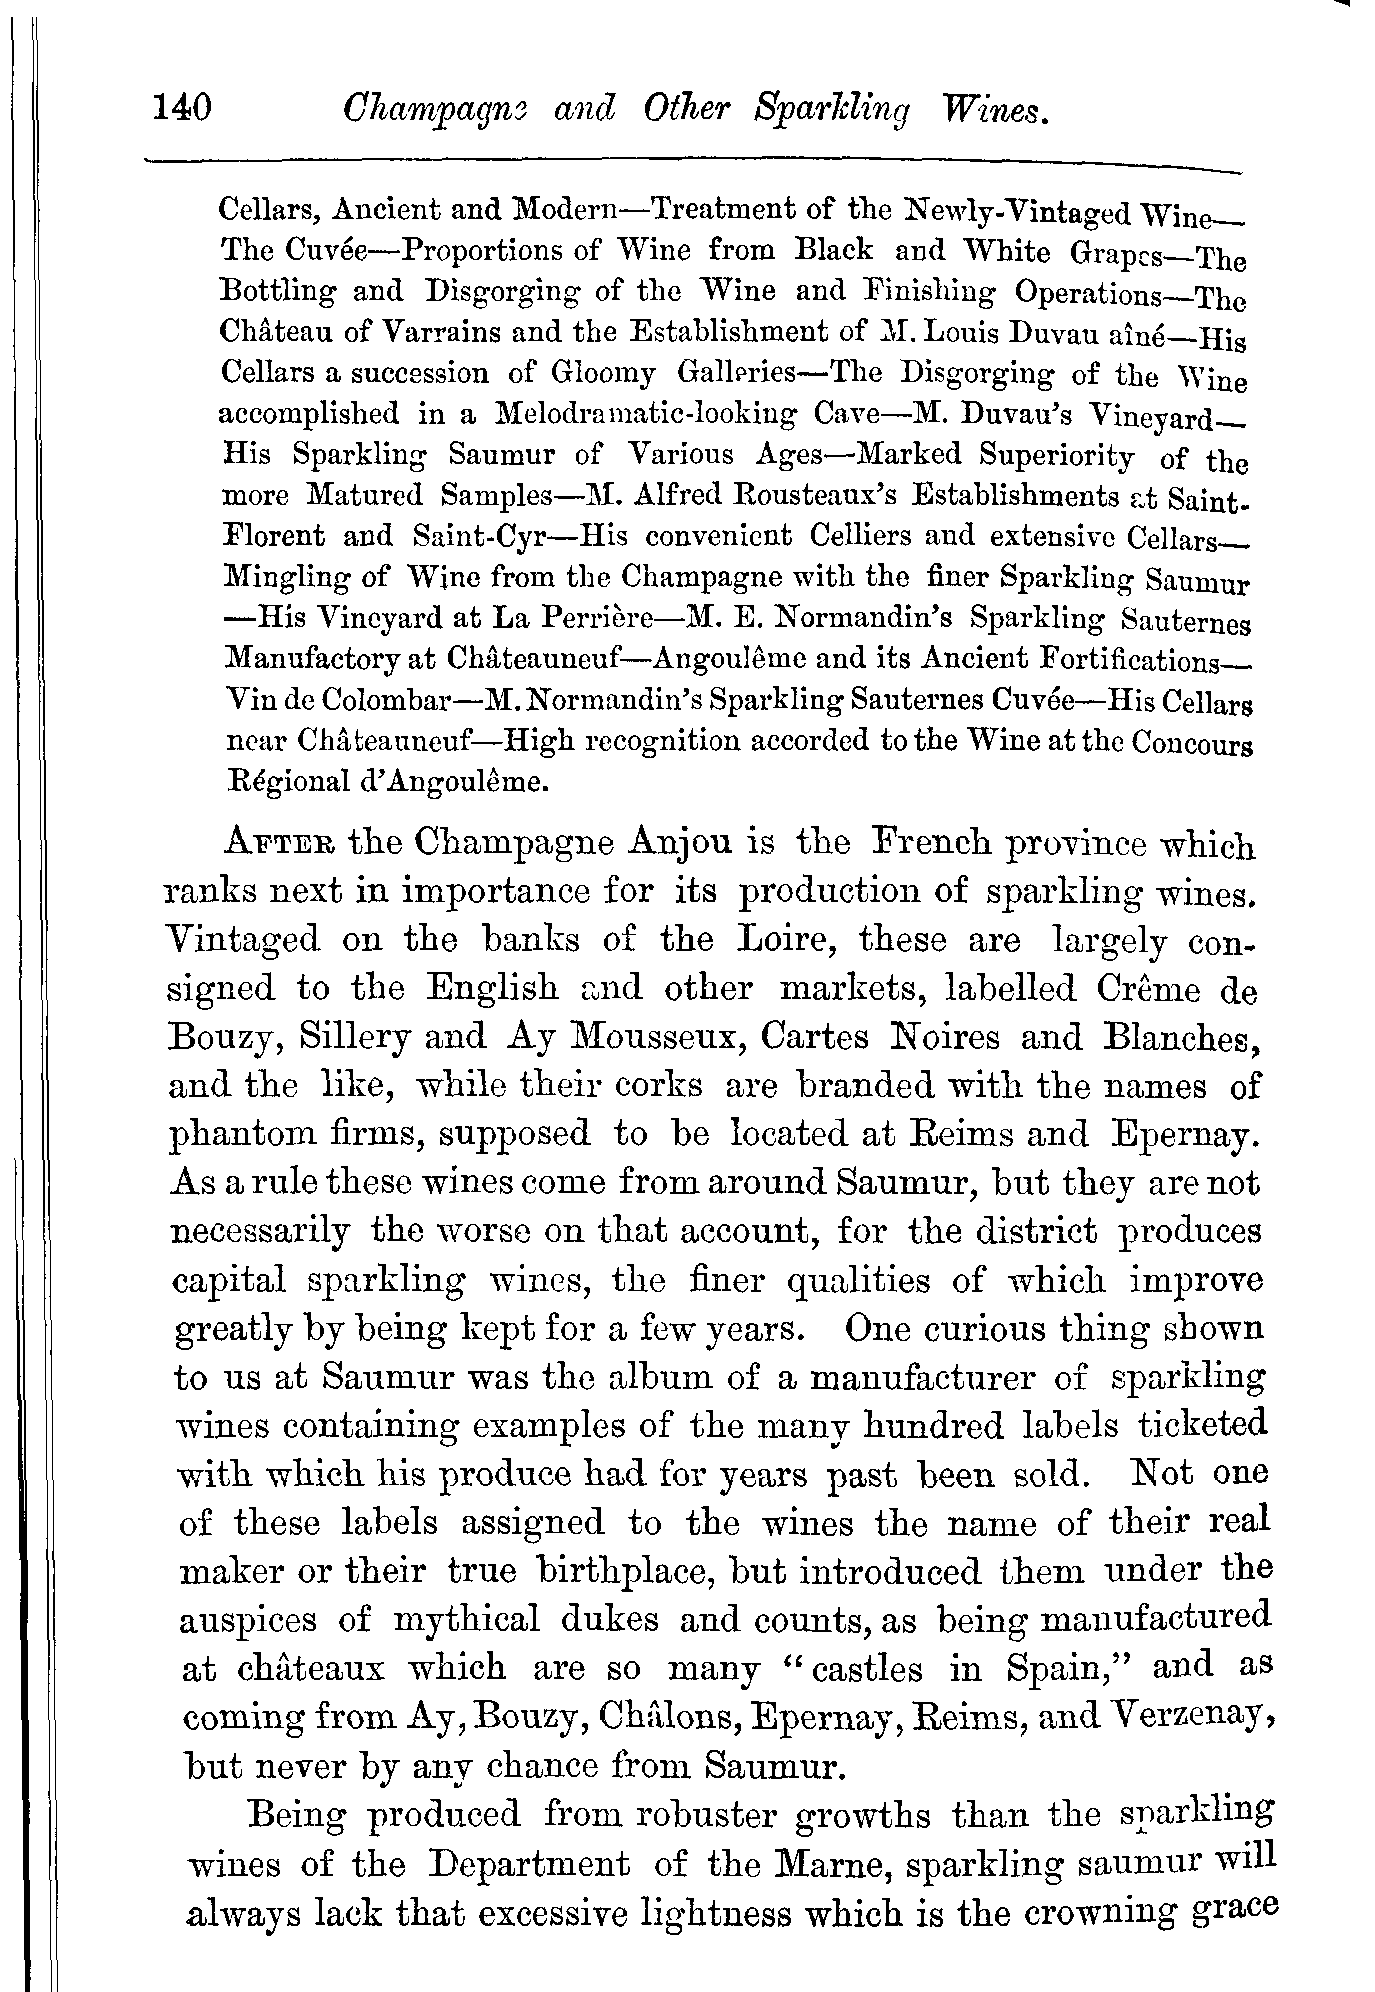 140 Champagne and Other Sparkling Wines.
Cellars, Ancient and Modern—Treatment of the Newly-Vintaged Wine—
The Cuvée—Proportions of Wine from Black and White Grapes—The
Bottling and Disgorging of the Wine and Finishing Operations—The
Château of Varrains and the Establishment of M. Louis Duvau aîné—His
Cellars a succession of Gloomy Galleries—The Disgorging of the Wine
accomplished in a Melodramatic-looking Cave—M. Duvau's Vineyard—
His Sparkling Saumur of Various Ages—Marked Superiority of the
more Matured Samples—M. Alfred Rousteaux's Establishments at Saint-
Florent and Saint-Cyr—His convenient Celliers and extensive Cellars—
Mingling of Wine from the Champagne with the finer Sparkling Saumur
—His Vineyard at La Perrière—M. E. Normandin's Sparkling Sauternes
Manufactory at Châteauneuf—Angoulême and its Ancient Fortifications—
Vin de Colombar—M. Normandin's Sparkling Sauternes Cuvée—His Cellars
near Châteauneuf—High recognition accorded to the Wine at the Concours
Régional d'Angoulême.
AFTER the Champagne Anjou is the French province which
ranks next in importance for its production of sparkling wines.
Vintaged on the banks of the Loire, these are largely con-
signed to the English and other markets, labelled Crême de
Bouzy, Sillery and Ay Mousseux, Cartes Noires and Blanches,
and the like, while their corks are branded with the names of
phantom firms, supposed to be located at Reims and Epernay.
As a rule these wines come from around Saumur, but they are not
necessarily the worse on that account, for the district produces
capital sparkling wines, the finer qualities of which improve
greatly by being kept for a few years. One curious thing shown
to us at Saumur was the album of a manufacturer of sparkling
wines containing examples of the many hundred labels ticketed
with which his produce had for years past been sold. Not one
of these labels assigned to the wines the name of their real
maker or their true birthplace, but introduced them under the
auspices of mythical dukes and counts, as being manufactured
at châteaux which are so many "castles in Spain," and as
coming from Ay, Bouzy, Châlons, Epernay, Reims, and Verzenay,
but never by any chance from Saumur.
Being produced from robuster growths than the sparkling
wines of the Department of the Marne, sparkling saumur will
always lack that excessive lightness which is the crowning grace